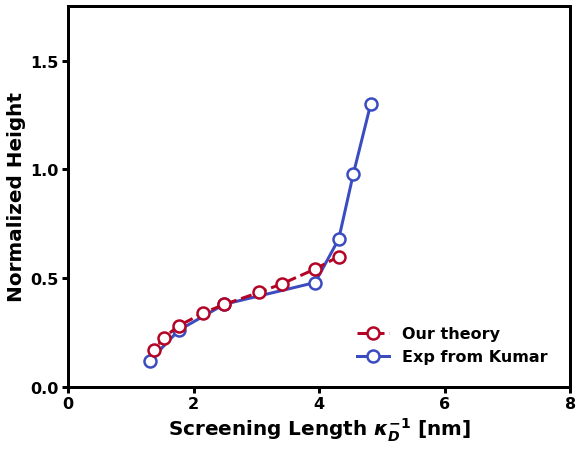 1.5
1.0
0.5
0.0
0
2
4
6
8
Normalized Height
Screening Length κ_D^{-1} [nm]
Our theory
Exp from Kumar